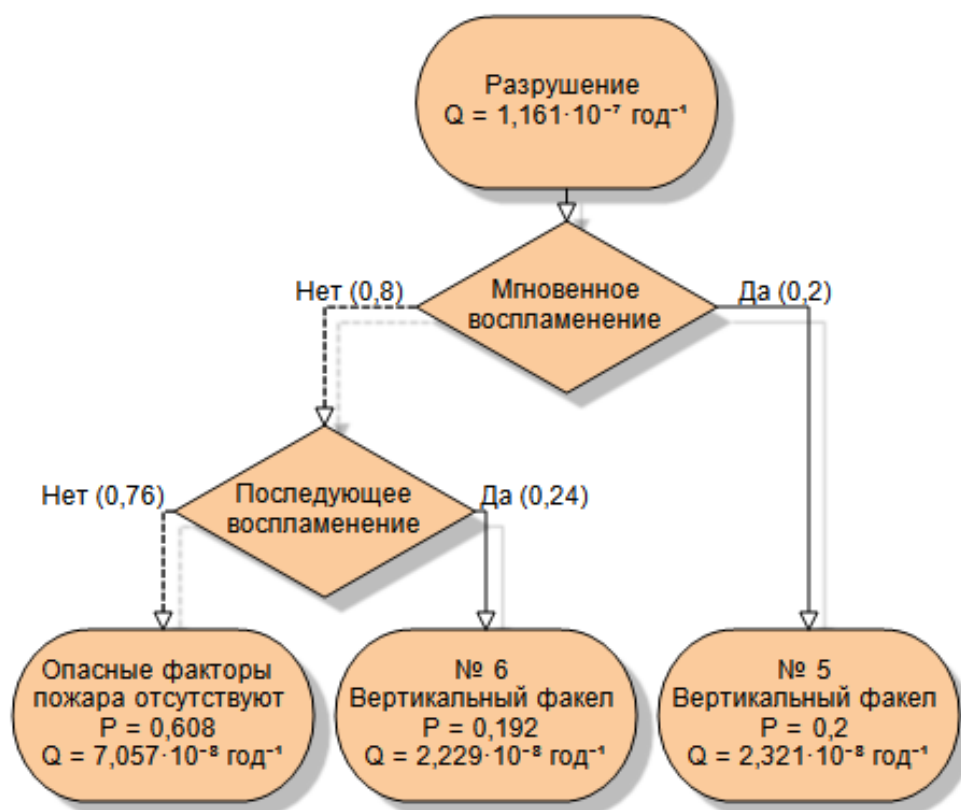 Разрушение
Q = 1,161·10⁻⁷ год⁻¹
Нет (0,8)
Мгновенное
воспламенение
Да (0,2)
Нет (0,76)
Последующее
воспламенение
Да (0,24)
Опасные факторы
пожара отсутствуют
P = 0,608
Q = 7,057·10⁻⁸ год⁻¹
№ 6
Вертикальный факел
P = 0,192
Q = 2,229·10⁻⁸ год⁻¹
№ 5
Вертикальный факел
P = 0,2
Q = 2,321·10⁻⁸ год⁻¹